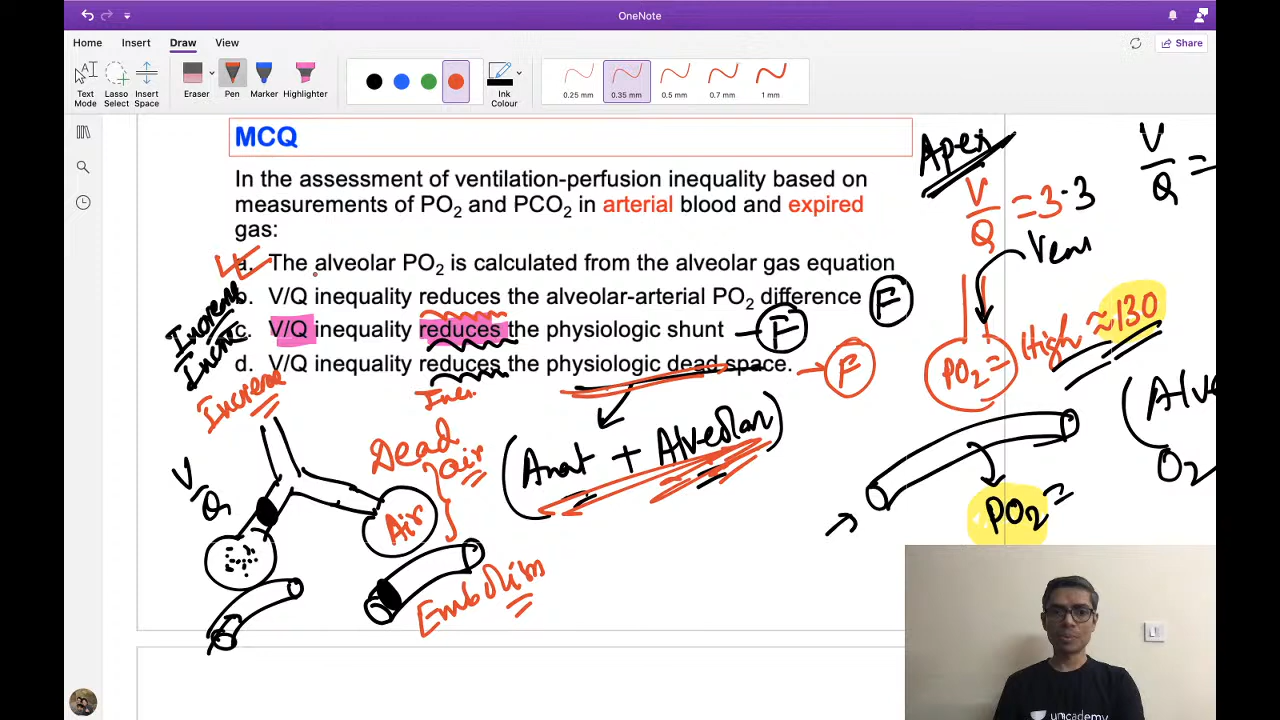 OneNote
Home Insert Draw View
Share
Text Mode
Lasso Select
Insert Space
Eraser
Pen
Marker
Highlighter
Ink Colour
0.25 mm
0.35 mm
0.5 mm
0.7 mm
1 mm
MCQ
In the assessment of ventilation-perfusion inequality based on
measurements of PO2 and PCO2 in arterial blood and expired
gas:
a. The alveolar PO2 is calculated from the alveolar gas equation
b. V/Q inequality reduces the alveolar-arterial PO2 difference F
c. V/Q inequality reduces the physiologic shunt – F
d. V/Q inequality reduces the physiologic dead space. → F
Increase
Increase
Incr.
Dead
air
(Anat + Alveolar)
V/Q
Air
Embolism
Apex
V/Q = 3.3
V/Q =
PO2 = High ≈ 130
PO2 =
O2
unacademy